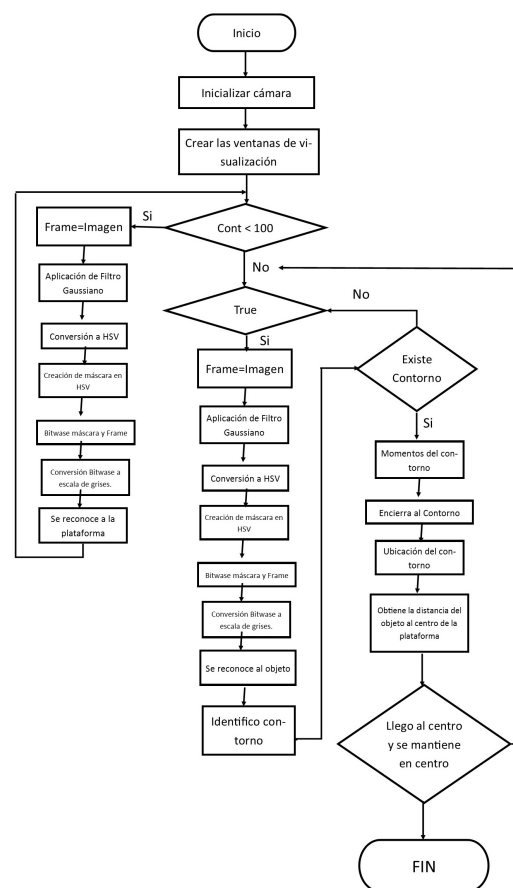 Inicio
Inicializar cámara
Crear las ventanas de vi-
sualización
Cont < 100
Si
Frame=Imagen
Aplicación de Filtro
Gaussiano
Conversión a HSV
Creación de máscara en
HSV
Bitwase máscara y Frame
Conversión Bitwase a
escala de grises.
Se reconoce a la
plataforma
No
True
Si
Frame=Imagen
Aplicación de Filtro
Gaussiano
Conversión a HSV
Creación de máscara en
HSV
Bitwase máscara y Frame
Conversión Bitwase a
escala de grises.
Se reconoce al objeto
Identifico con-
torno
No
Existe
Contorno
Si
Momentos del con-
torno
Encierra al Contorno
Ubicación del con-
torno
Obtiene la distancia del
objeto al centro de la
plataforma
Llego al centro
y se mantiene
en centro
FIN